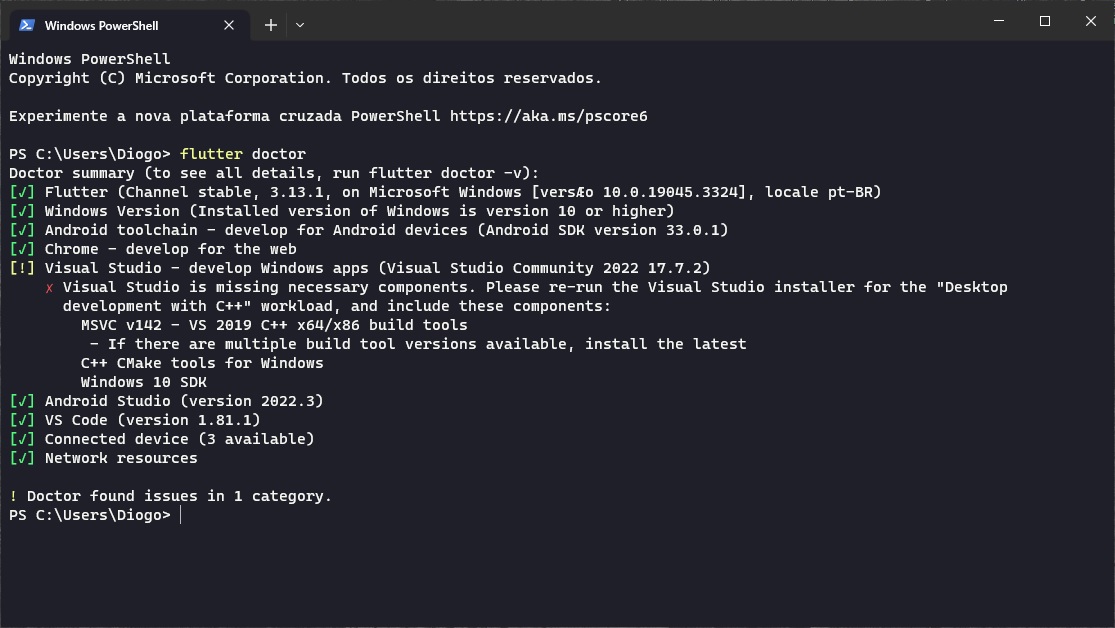 Windows PowerShell
Windows PowerShell
Copyright (C) Microsoft Corporation. Todos os direitos reservados.
Experimente a nova plataforma cruzada PowerShell https://aka.ms/pscore6
PS C:\Users\Diogo> flutter doctor
Doctor summary (to see all details, run flutter doctor -v):
[√] Flutter (Channel stable, 3.13.1, on Microsoft Windows [versÆo 10.0.19045.3324], locale pt-BR)
[√] Windows Version (Installed version of Windows is version 10 or higher)
[√] Android toolchain - develop for Android devices (Android SDK version 33.0.1)
[√] Chrome - develop for the web
[!] Visual Studio - develop Windows apps (Visual Studio Community 2022 17.7.2)
✗ Visual Studio is missing necessary components. Please re-run the Visual Studio installer for the "Desktop
development with C++" workload, and include these components:
MSVC v142 - VS 2019 C++ x64/x86 build tools
- If there are multiple build tool versions available, install the latest
C++ CMake tools for Windows
Windows 10 SDK
[√] Android Studio (version 2022.3)
[√] VS Code (version 1.81.1)
[√] Connected device (3 available)
[√] Network resources
! Doctor found issues in 1 category.
PS C:\Users\Diogo>